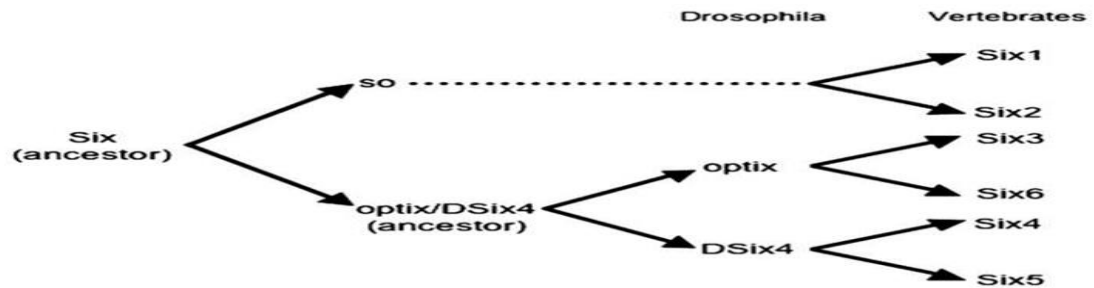 Drosophila Vertebrates
Six1
so
Six2
Six
(ancestor)
Six3
optix
Six6
optix/DSix4
(ancestor)
Six4
DSix4
Six5